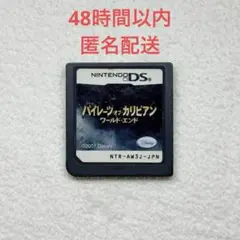 48時間以内
匿名配送
NINTENDO DS
パイレーツ オブ カリビアン
ワールド・エンド
©2007 Disney
Disney
NTR-AW3J-JPN